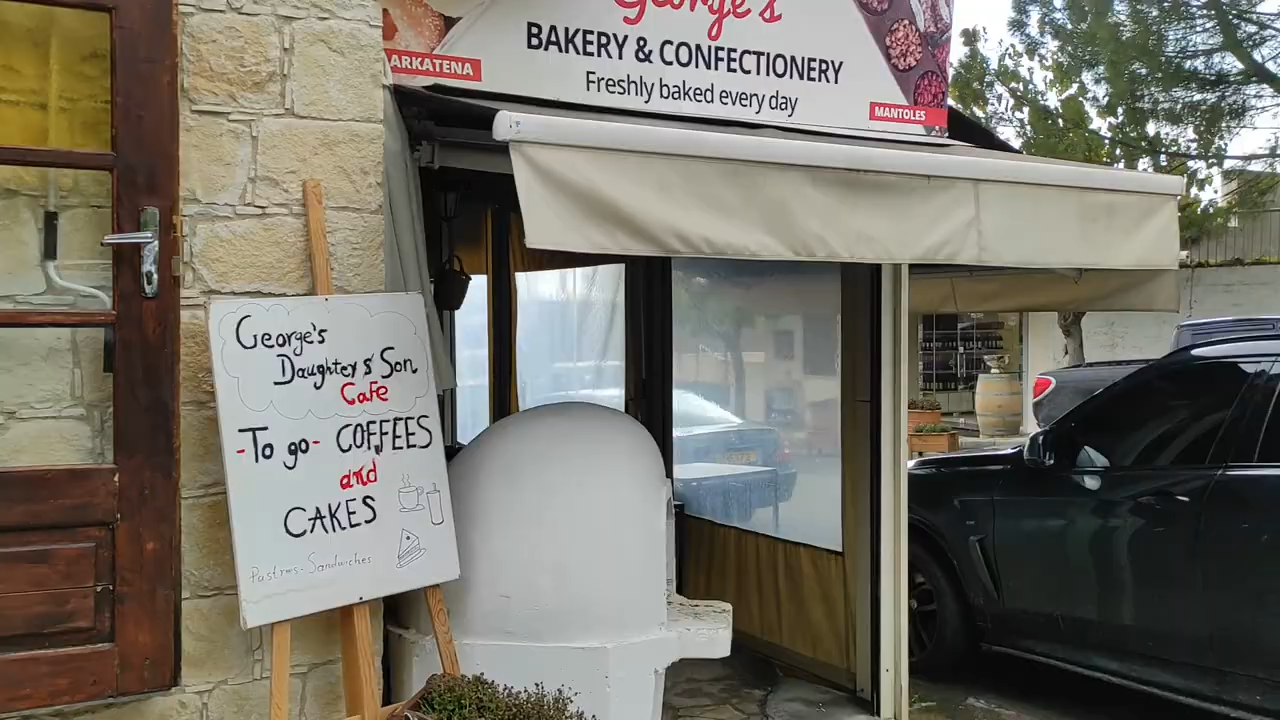 George's
BAKERY & CONFECTIONERY
ARKATENA
Freshly baked every day
MANTOLES
George's
Daughter & Son
Cafe
-To go- COFFEES
and
CAKES
Pastries-Sandwiches